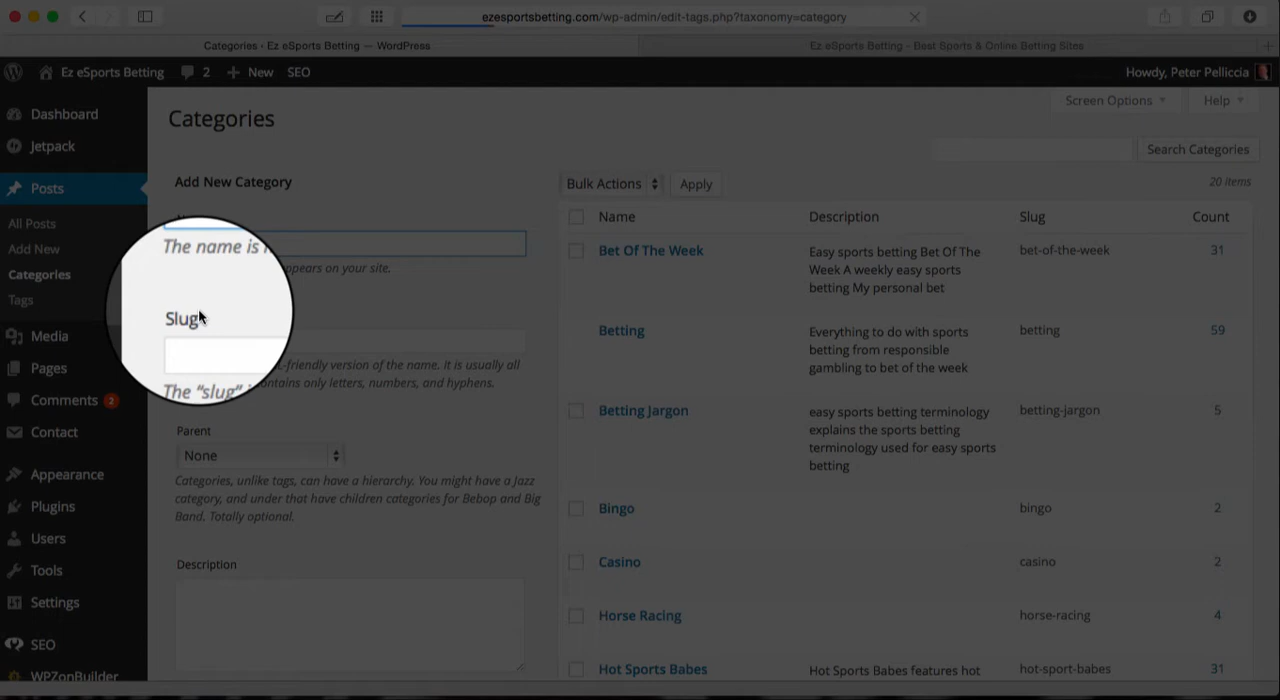 ezesportsbetting.com/wp-admin/edit-tags.php?taxonomy=category
Categories ‹ Ez eSports Betting — WordPress
Ez eSports Betting - Best Sports & Online Betting Sites
Ez eSports Betting 2 New SEO
Howdy, Peter Pelliccia
Dashboard
Jetpack
Posts
All Posts
Add New
Categories
Tags
Media
Pages
Comments 2
Contact
Appearance
Plugins
Users
Tools
Settings
SEO
WPZonBuilder
Screen Options Help
Categories
Search Categories
Add New Category
The name is
ppears on your site.
Slug
The "slug"
-friendly version of the name. It is usually all
ontains only letters, numbers, and hyphens.
Parent
None
Categories, unlike tags, can have a hierarchy. You might have a Jazz
category, and under that have children categories for Bebop and Big
Band. Totally optional.
Description
Bulk Actions Apply
20 items
Name Description Slug Count
Bet Of The Week
Easy sports betting Bet Of The
Week A weekly easy sports
betting My personal bet
bet-of-the-week 31
Betting
Everything to do with sports
betting from responsible
gambling to bet of the week
betting 59
Betting Jargon
easy sports betting terminology
explains the sports betting
terminology used for easy sports
betting
betting-jargon 5
Bingo bingo 2
Casino casino 2
Horse Racing horse-racing 4
Hot Sports Babes Hot Sports Babes features hot hot-sport-babes 31